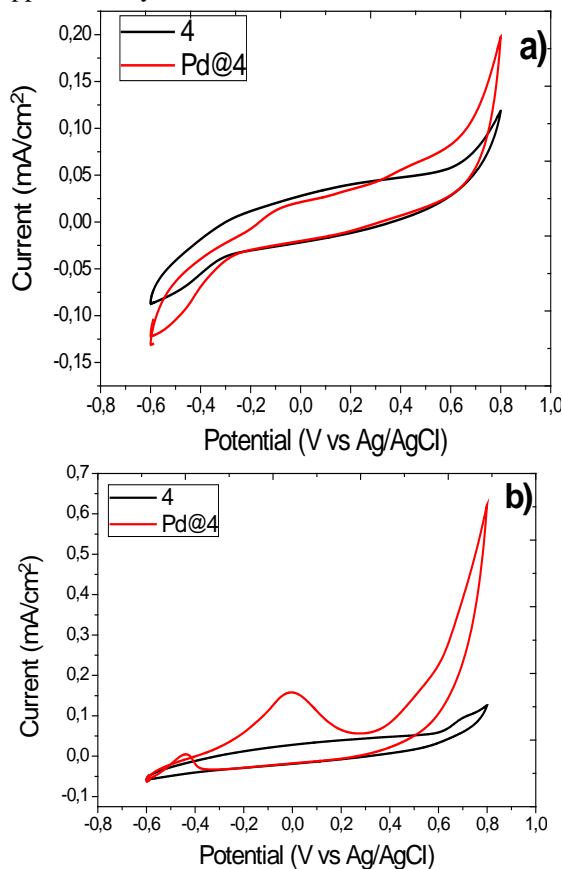 4
Pd@4
a)
0,20
0,15
0,10
0,05
0,00
-0,05
-0,10
-0,15
Current (mA/cm²)
-0,8 -0,6 -0,4 -0,2 0,0 0,2 0,4 0,6 0,8 1,0
Potential (V vs Ag/AgCl)
4
Pd@4
b)
0,7
0,6
0,5
0,4
0,3
0,2
0,1
0,0
-0,1
Current (mA/cm²)
-0,8 -0,6 -0,4 -0,2 0,0 0,2 0,4 0,6 0,8 1,0
Potential (V vs Ag/AgCl)